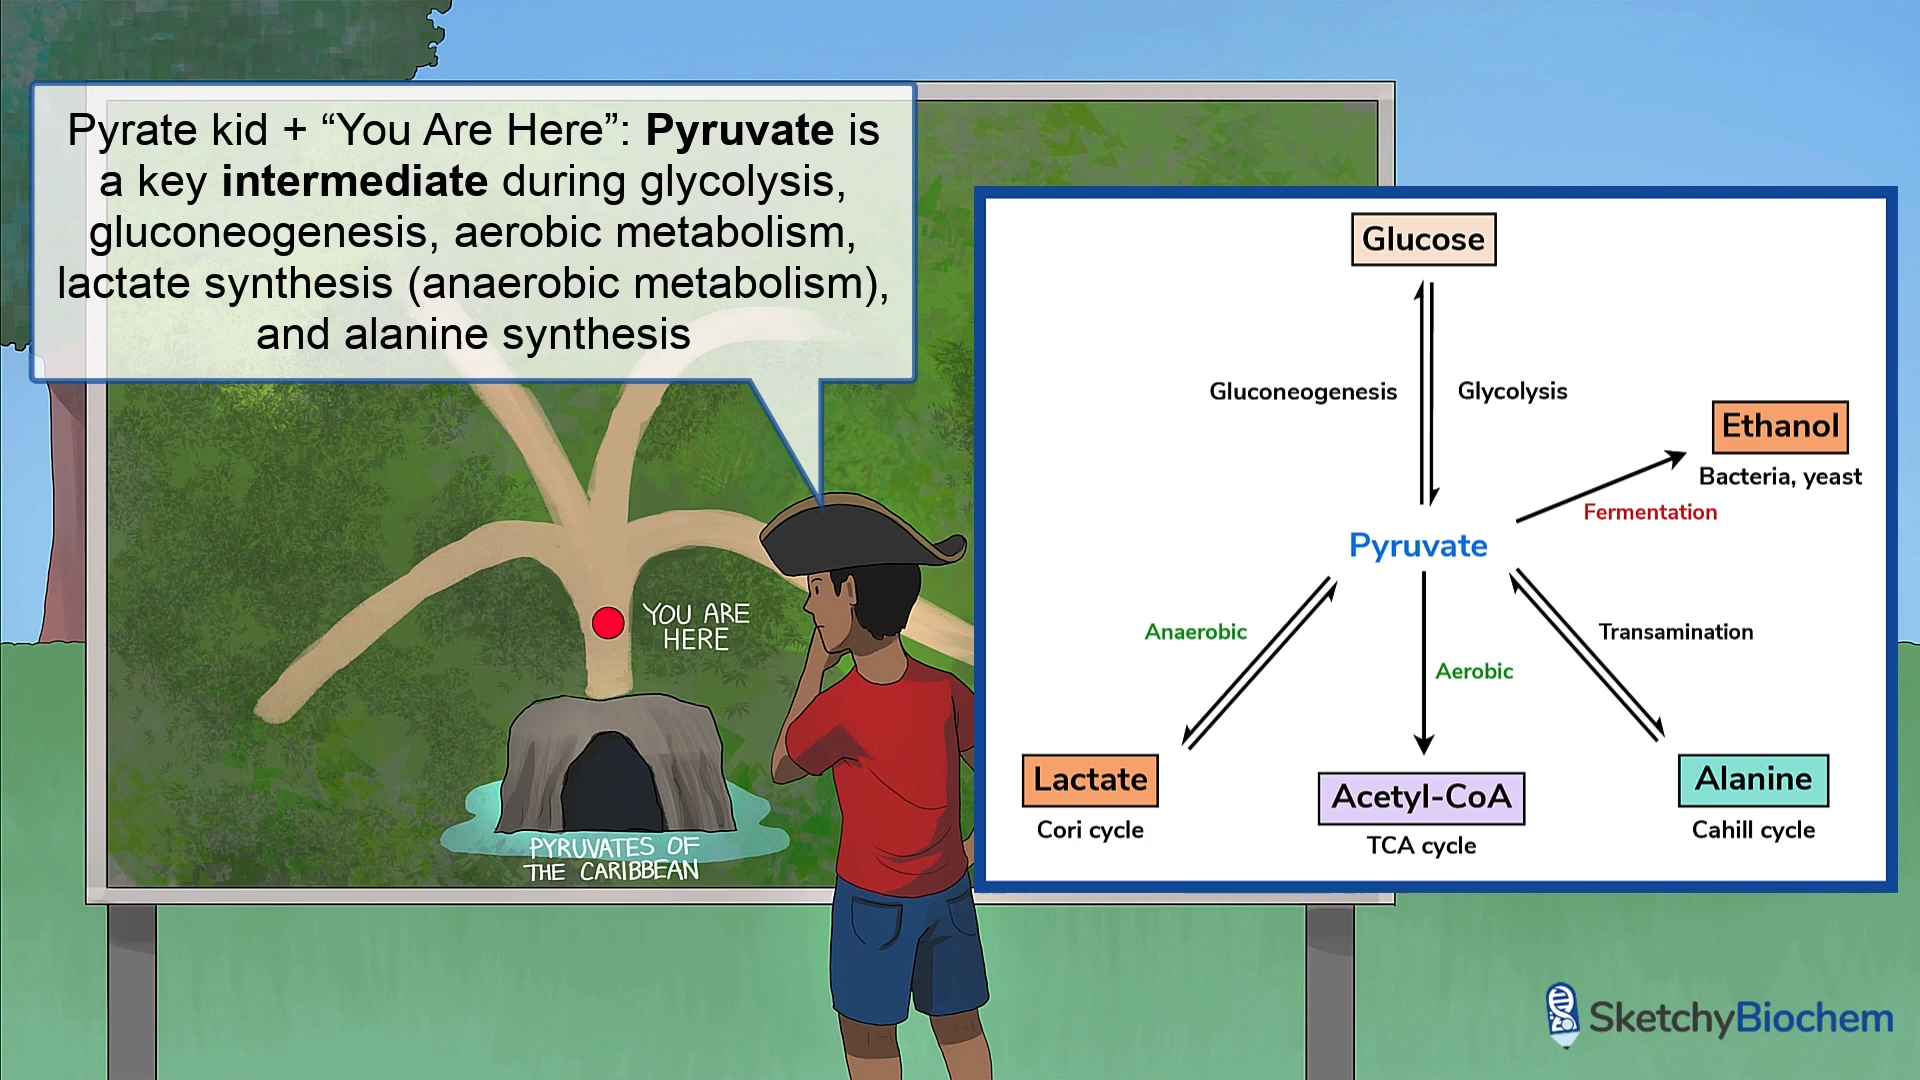 Pyrate kid + “You Are Here”: Pyruvate is
a key intermediate during glycolysis,
gluconeogenesis, aerobic metabolism,
lactate synthesis (anaerobic metabolism),
and alanine synthesis
YOU ARE
HERE
PYRUVATES OF
THE CARIBBEAN
Glucose
Gluconeogenesis
Glycolysis
Ethanol
Bacteria, yeast
Fermentation
Pyruvate
Anaerobic
Transamination
Aerobic
Lactate
Cori cycle
Acetyl-CoA
TCA cycle
Alanine
Cahill cycle
SketchyBiochem